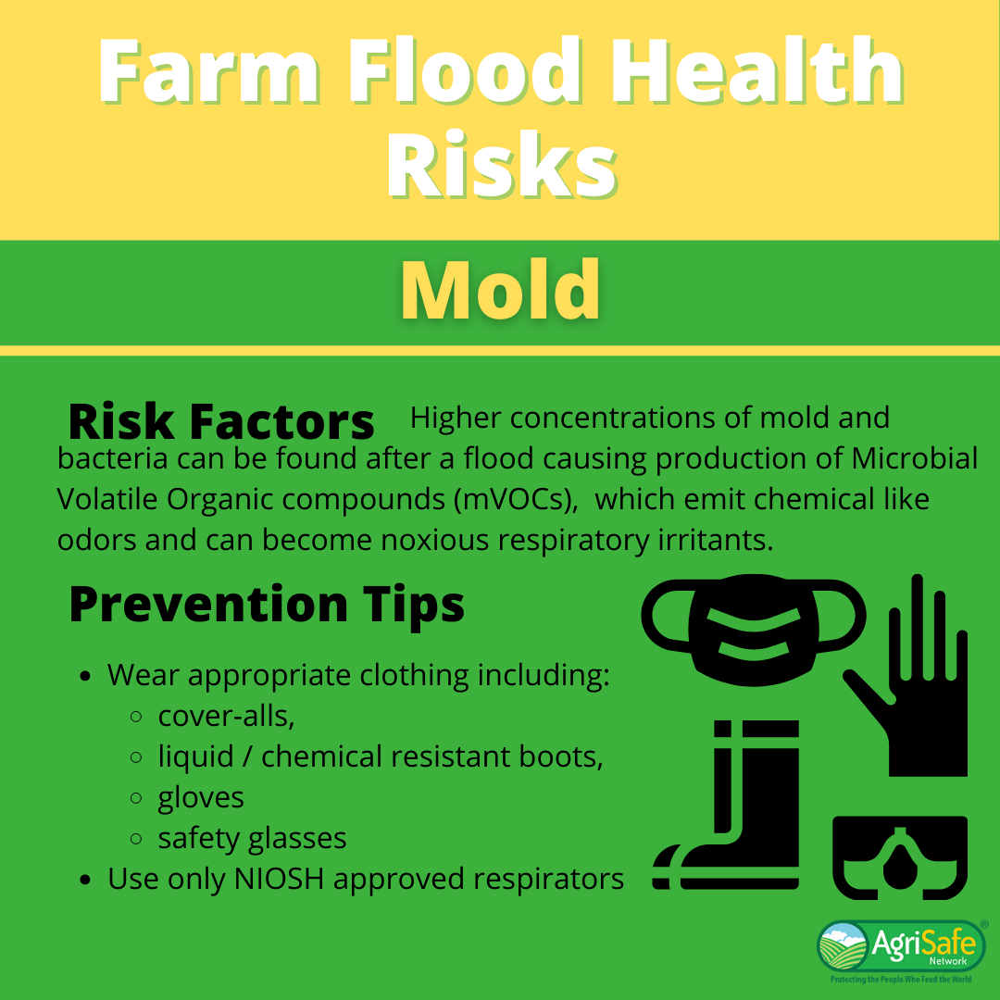 Farm Flood Health
Risks
Mold
Risk Factors Higher concentrations of mold and
bacteria can be found after a flood causing production of Microbial
Volatile Organic compounds (mVOCs), which emit chemical like
odors and can become noxious respiratory irritants.
Prevention Tips
• Wear appropriate clothing including:
◦ cover-alls,
◦ liquid / chemical resistant boots,
◦ gloves
◦ safety glasses
• Use only NIOSH approved respirators
AgriSafe®
Network
Protecting the People Who Feed the World